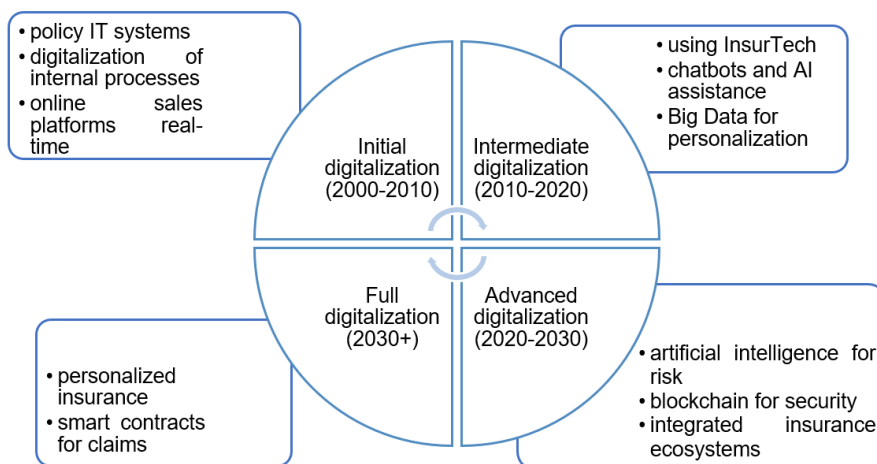 • policy IT systems
• digitalization of
internal processes
• online sales
platforms real-
time
• using InsurTech
• chatbots and AI
assistance
• Big Data for
personalization
Initial
digitalization
(2000-2010)
Intermediate
digitalization
(2010-2020)
Full
digitalization
(2030+)
Advanced
digitalization
(2020-2030)
• personalized
insurance
• smart contracts
for claims
• artificial intelligence for
risk
• blockchain for security
• integrated insurance
ecosystems